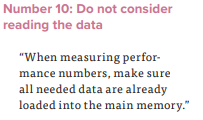 Number 10: Do not consider
reading the data
“When measuring perfor-
mance numbers, make sure
all needed data are already
loaded into the main memory.”